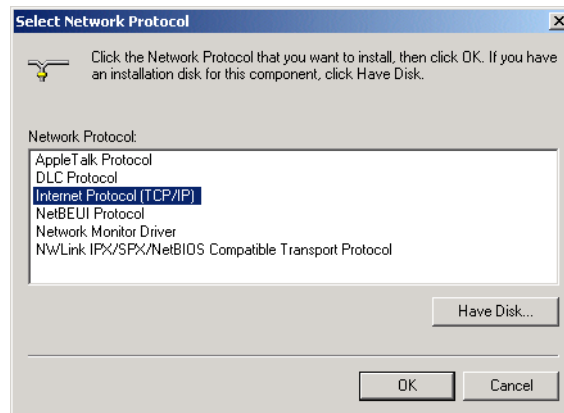 Select Network Protocol
Click the Network Protocol that you want to install, then click OK. If you have
an installation disk for this component, click Have Disk.
Network Protocol:
AppleTalk Protocol
DLC Protocol
Internet Protocol (TCP/IP)
NetBEUI Protocol
Network Monitor Driver
NWLink IPX/SPX/NetBIOS Compatible Transport Protocol
Have Disk...
OK
Cancel